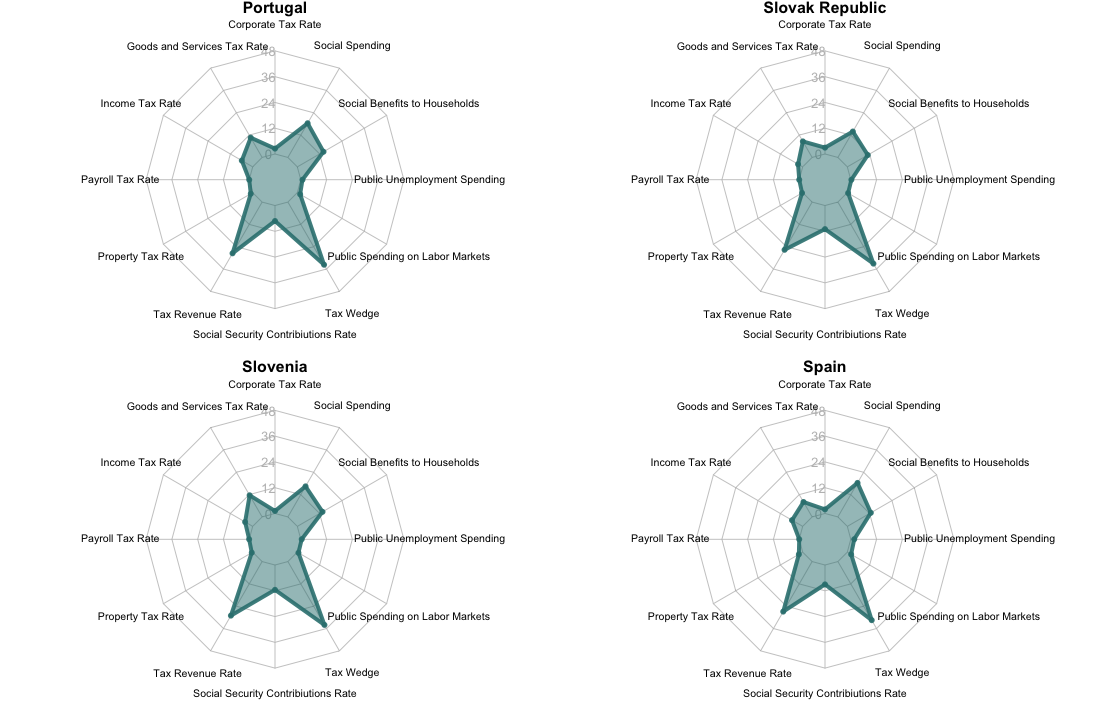 Portugal
Corporate Tax Rate
Goods and Services Tax Rate
Social Spending
48
36
24
12
0
Income Tax Rate
Social Benefits to Households
Payroll Tax Rate
Public Unemployment Spending
Property Tax Rate
Public Spending on Labor Markets
Tax Revenue Rate
Tax Wedge
Social Security Contribiutions Rate
Slovak Republic
Corporate Tax Rate
Goods and Services Tax Rate
Social Spending
48
36
24
12
0
Income Tax Rate
Social Benefits to Households
Payroll Tax Rate
Public Unemployment Spending
Property Tax Rate
Public Spending on Labor Markets
Tax Revenue Rate
Tax Wedge
Social Security Contribiutions Rate
Slovenia
Corporate Tax Rate
Goods and Services Tax Rate
Social Spending
48
36
24
12
0
Income Tax Rate
Social Benefits to Households
Payroll Tax Rate
Public Unemployment Spending
Property Tax Rate
Public Spending on Labor Markets
Tax Revenue Rate
Tax Wedge
Social Security Contribiutions Rate
Spain
Corporate Tax Rate
Goods and Services Tax Rate
Social Spending
48
36
24
12
0
Income Tax Rate
Social Benefits to Households
Payroll Tax Rate
Public Unemployment Spending
Property Tax Rate
Public Spending on Labor Markets
Tax Revenue Rate
Tax Wedge
Social Security Contribiutions Rate